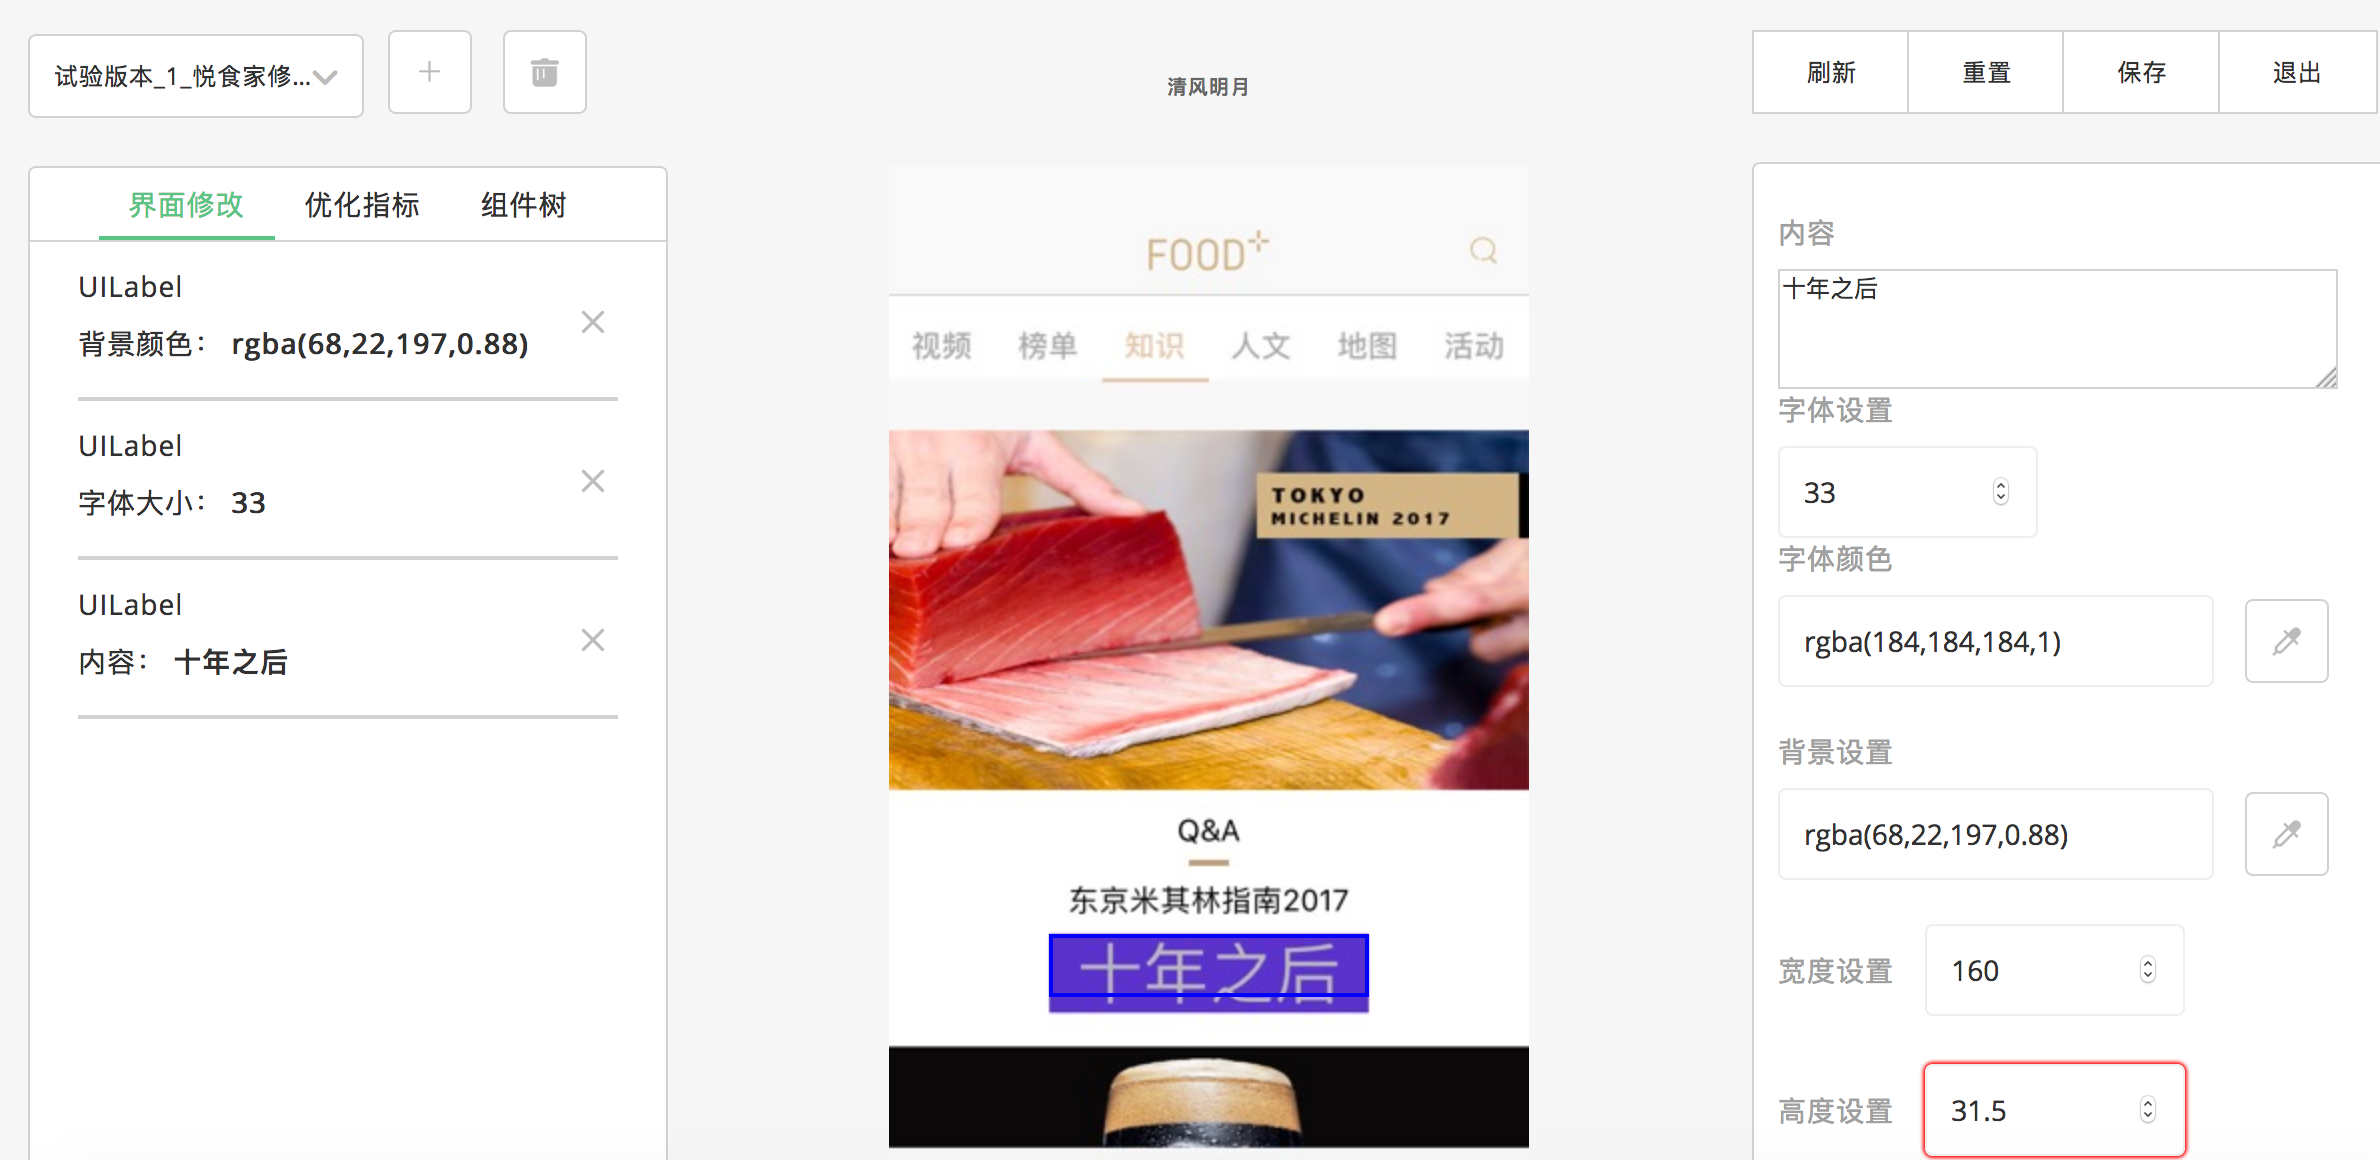 试验版本_1_悦食家修...
清风明月
刷新
重置
保存
退出
界面修改
优化指标
组件树
UILabel
背景颜色： rgba(68,22,197,0.88)
UILabel
字体大小： 33
UILabel
内容： 十年之后
FOOD+
视频
榜单
知识
人文
地图
活动
TOKYO
MICHELIN 2017
Q&A
东京米其林指南2017
十年之后
内容
十年之后
字体设置
33
字体颜色
rgba(184,184,184,1)
背景设置
rgba(68,22,197,0.88)
宽度设置
160
高度设置
31.5